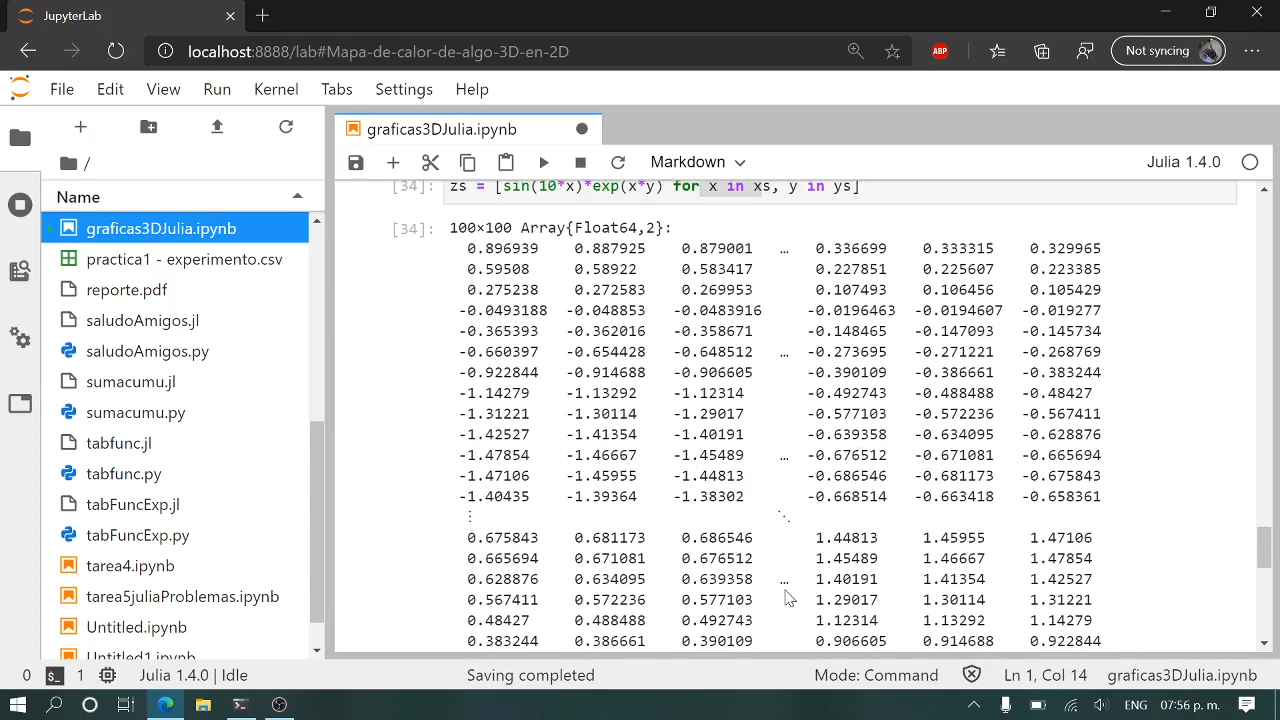 JupyterLab
localhost:8888/lab#Mapa-de-calor-de-algo-3D-en-2D
ABP
Not syncing
File Edit View Run Kernel Tabs Settings Help
graficas3DJulia.ipynb
/
Markdown
Julia 1.4.0
Name
graficas3DJulia.ipynb
practica1 - experimento.csv
reporte.pdf
saludoAmigos.jl
saludoAmigos.py
sumacumu.jl
sumacumu.py
tabfunc.jl
tabfunc.py
tabFuncExp.jl
tabFuncExp.py
tarea4.ipynb
tarea5juliaProblemas.ipynb
Untitled.ipynb
Untitled1.ipynb
[34]: zs = [sin(10*x)*exp(x*y) for x in xs, y in ys]
[34]: 100×100 Array{Float64,2}:
0.896939 0.887925 0.879001 … 0.336699 0.333315 0.329965
0.59508 0.58922 0.583417 0.227851 0.225607 0.223385
0.275238 0.272583 0.269953 0.107493 0.106456 0.105429
-0.0493188 -0.048853 -0.0483916 -0.0196463 -0.0194607 -0.019277
-0.365393 -0.362016 -0.358671 -0.148465 -0.147093 -0.145734
-0.660397 -0.654428 -0.648512 … -0.273695 -0.271221 -0.268769
-0.922844 -0.914688 -0.906605 -0.390109 -0.386661 -0.383244
-1.14279 -1.13292 -1.12314 -0.492743 -0.488488 -0.48427
-1.31221 -1.30114 -1.29017 -0.577103 -0.572236 -0.567411
-1.42527 -1.41354 -1.40191 -0.639358 -0.634095 -0.628876
-1.47854 -1.46667 -1.45489 … -0.676512 -0.671081 -0.665694
-1.47106 -1.45955 -1.44813 -0.686546 -0.681173 -0.675843
-1.40435 -1.39364 -1.38302 -0.668514 -0.663418 -0.658361
⋮ ⋱
0.675843 0.681173 0.686546 1.44813 1.45955 1.47106
0.665694 0.671081 0.676512 1.45489 1.46667 1.47854
0.628876 0.634095 0.639358 … 1.40191 1.41354 1.42527
0.567411 0.572236 0.577103 1.29017 1.30114 1.31221
0.48427 0.488488 0.492743 1.12314 1.13292 1.14279
0.383244 0.386661 0.390109 0.906605 0.914688 0.922844
0 1 Julia 1.4.0 | Idle Saving completed Mode: Command Ln 1, Col 14 graficas3DJulia.ipynb
ENG 07:56 p. m.